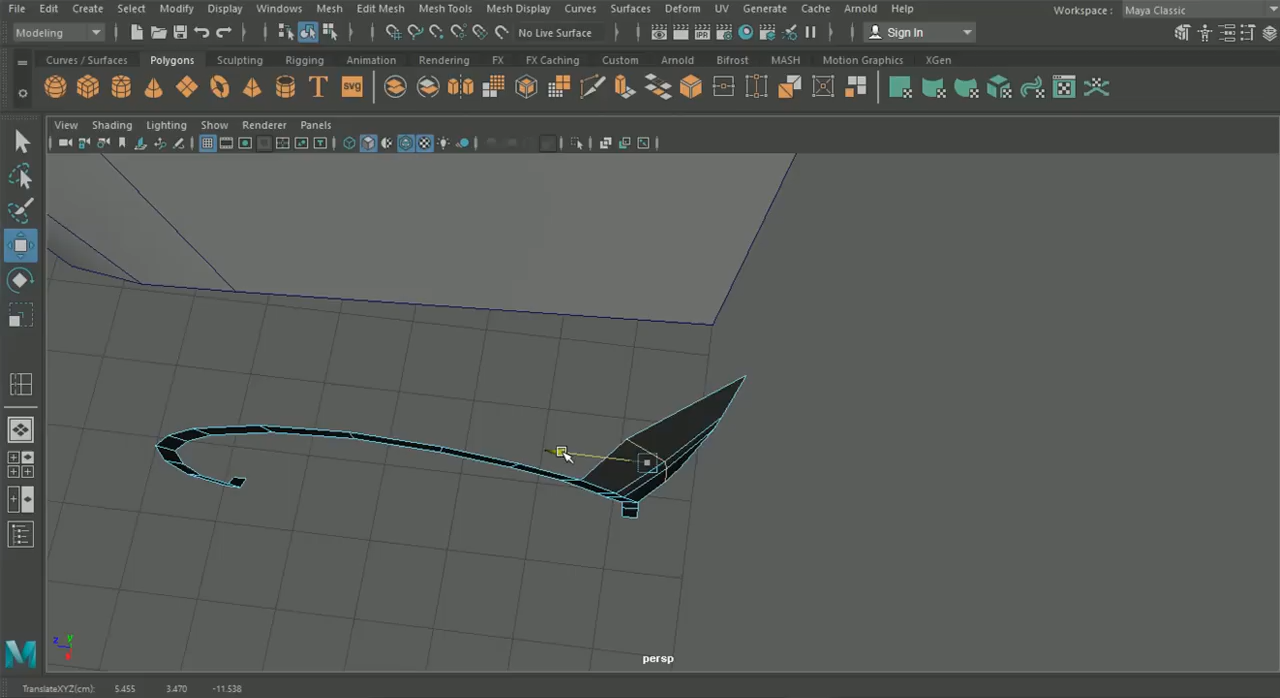 File Edit Create Select Modify Display Windows Mesh Edit Mesh Mesh Tools Mesh Display Curves Surfaces Deform UV Generate Cache Arnold Help Workspace : Maya Classic
Modeling No Live Surface Sign In
Curves / Surfaces Polygons Sculpting Rigging Animation Rendering FX FX Caching Custom Arnold Bifrost MASH Motion Graphics XGen
T SVG
View Shading Lighting Show Renderer Panels
z y
persp
M
TranslateXYZ(cm): 5.455 3.470 -11.538